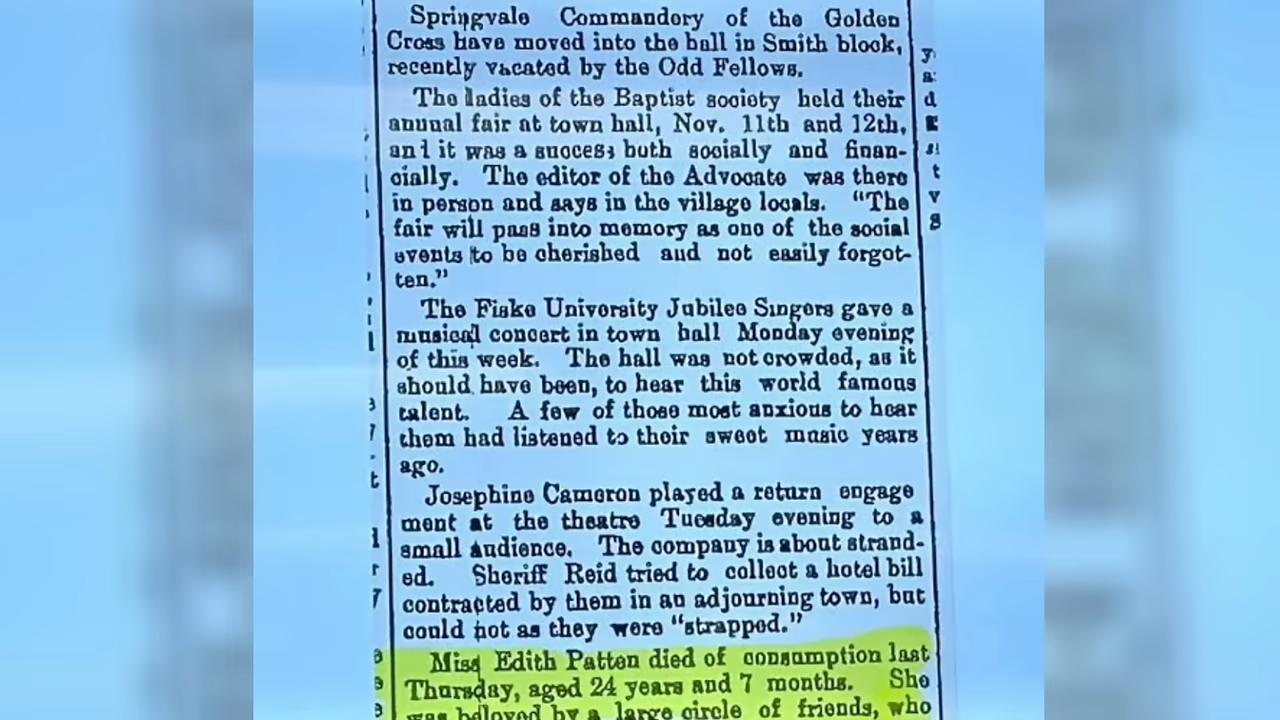 Springvale Commandery of the Golden
Cross have moved into the hall in Smith block,
recently vacated by the Odd Fellows.
The ladies of the Baptist society held their
annual fair at town hall, Nov. 11th and 12th,
and it was a success both socially and finan-
cially. The editor of the Advocate was there
in person and says in the village locals. "The
fair will pass into memory as one of the social
events to be cherished and not easily forgot-
ten."
The Fiske University Jubilee Singers gave a
musical concert in town hall Monday evening
of this week. The hall was not crowded, as it
should have been, to hear this world famous
talent. A few of those most anxious to hear
them had listened to their sweet music years
ago.
Josephine Cameron played a return engage
ment at the theatre Tuesday evening to a
small audience. The company is about strand-
ed. Sheriff Reid tried to collect a hotel bill
contracted by them in an adjourning town, but
could not as they were "strapped."
Miss Edith Patten died of consumption last
Thursday, aged 24 years and 7 months. She
was beloved by a large circle of friends, who